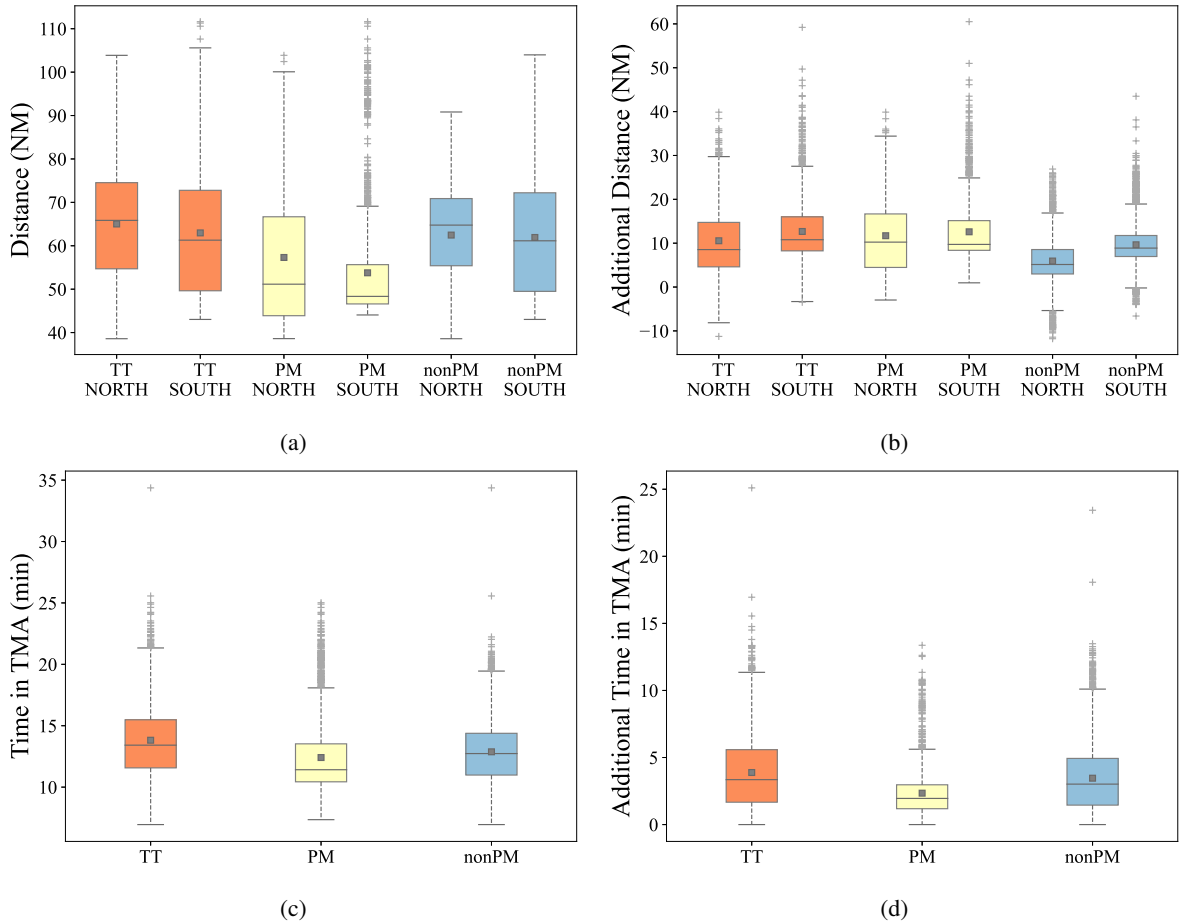 Distance (NM)
110
100
90
80
70
60
50
40
TT NORTH
TT SOUTH
PM NORTH
PM SOUTH
nonPM NORTH
nonPM SOUTH
(a)
Additional Distance (NM)
60
50
40
30
20
10
0
−10
TT NORTH
TT SOUTH
PM NORTH
PM SOUTH
nonPM NORTH
nonPM SOUTH
(b)
Time in TMA (min)
35
30
25
20
15
10
TT
PM
nonPM
(c)
Additional Time in TMA (min)
25
20
15
10
5
0
TT
PM
nonPM
(d)